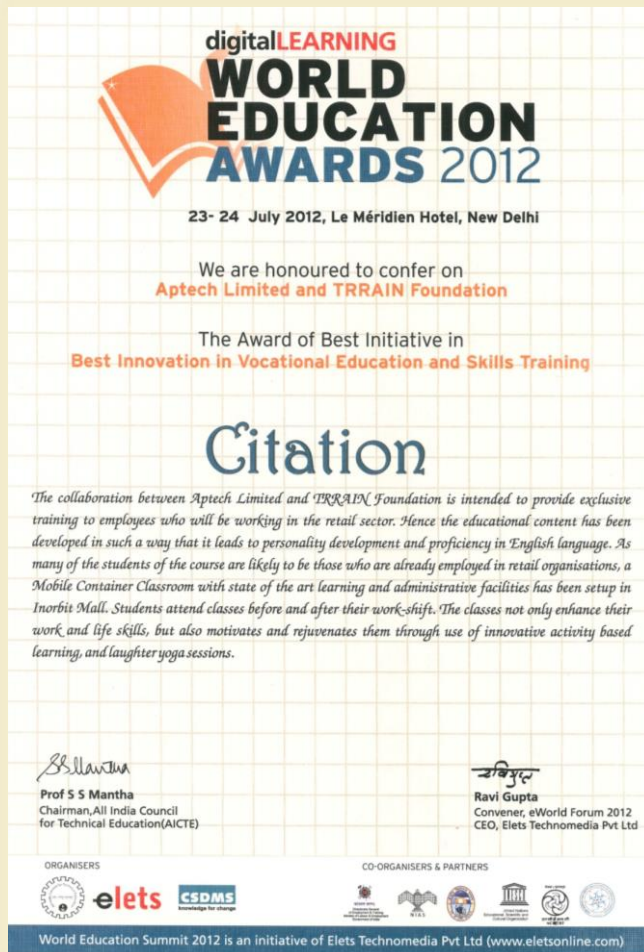 digitalLEARNING
WORLD
EDUCATION
AWARDS 2012
23- 24 July 2012, Le Méridien Hotel, New Delhi
We are honoured to confer on
Aptech Limited and TRRAIN Foundation
The Award of Best Initiative in
Best Innovation in Vocational Education and Skills Training
Citation
The collaboration between Aptech Limited and TRRAIN Foundation is intended to provide exclusive
training to employees who will be working in the retail sector. Hence the educational content has been
developed in such a way that it leads to personality development and proficiency in English language. As
many of the students of the course are likely to be those who are already employed in retail organisations, a
Mobile Container Classroom with state of the art learning and administrative facilities has been setup in
Inorbit Mall. Students attend classes before and after their work-shift. The classes not only enhance their
work and life skills, but also motivates and rejuvenates them through use of innovative activity based
learning, and laughter yoga sessions.
SSMantha
Prof S S Mantha
Chairman,All India Council
for Technical Education(AICTE)
Ravi Gupta
Convener, eWorld Forum 2012
CEO, Elets Technomedia Pvt Ltd
ORGANISERS
CO-ORGANISERS & PARTNERS
elets
CSDMS
knowledge for change
NIAS
United Nations
Educational, Scientific and
Cultural Organization
World Education Summit 2012 is an initiative of Elets Technomedia Pvt Ltd (www.eletsonline.com)